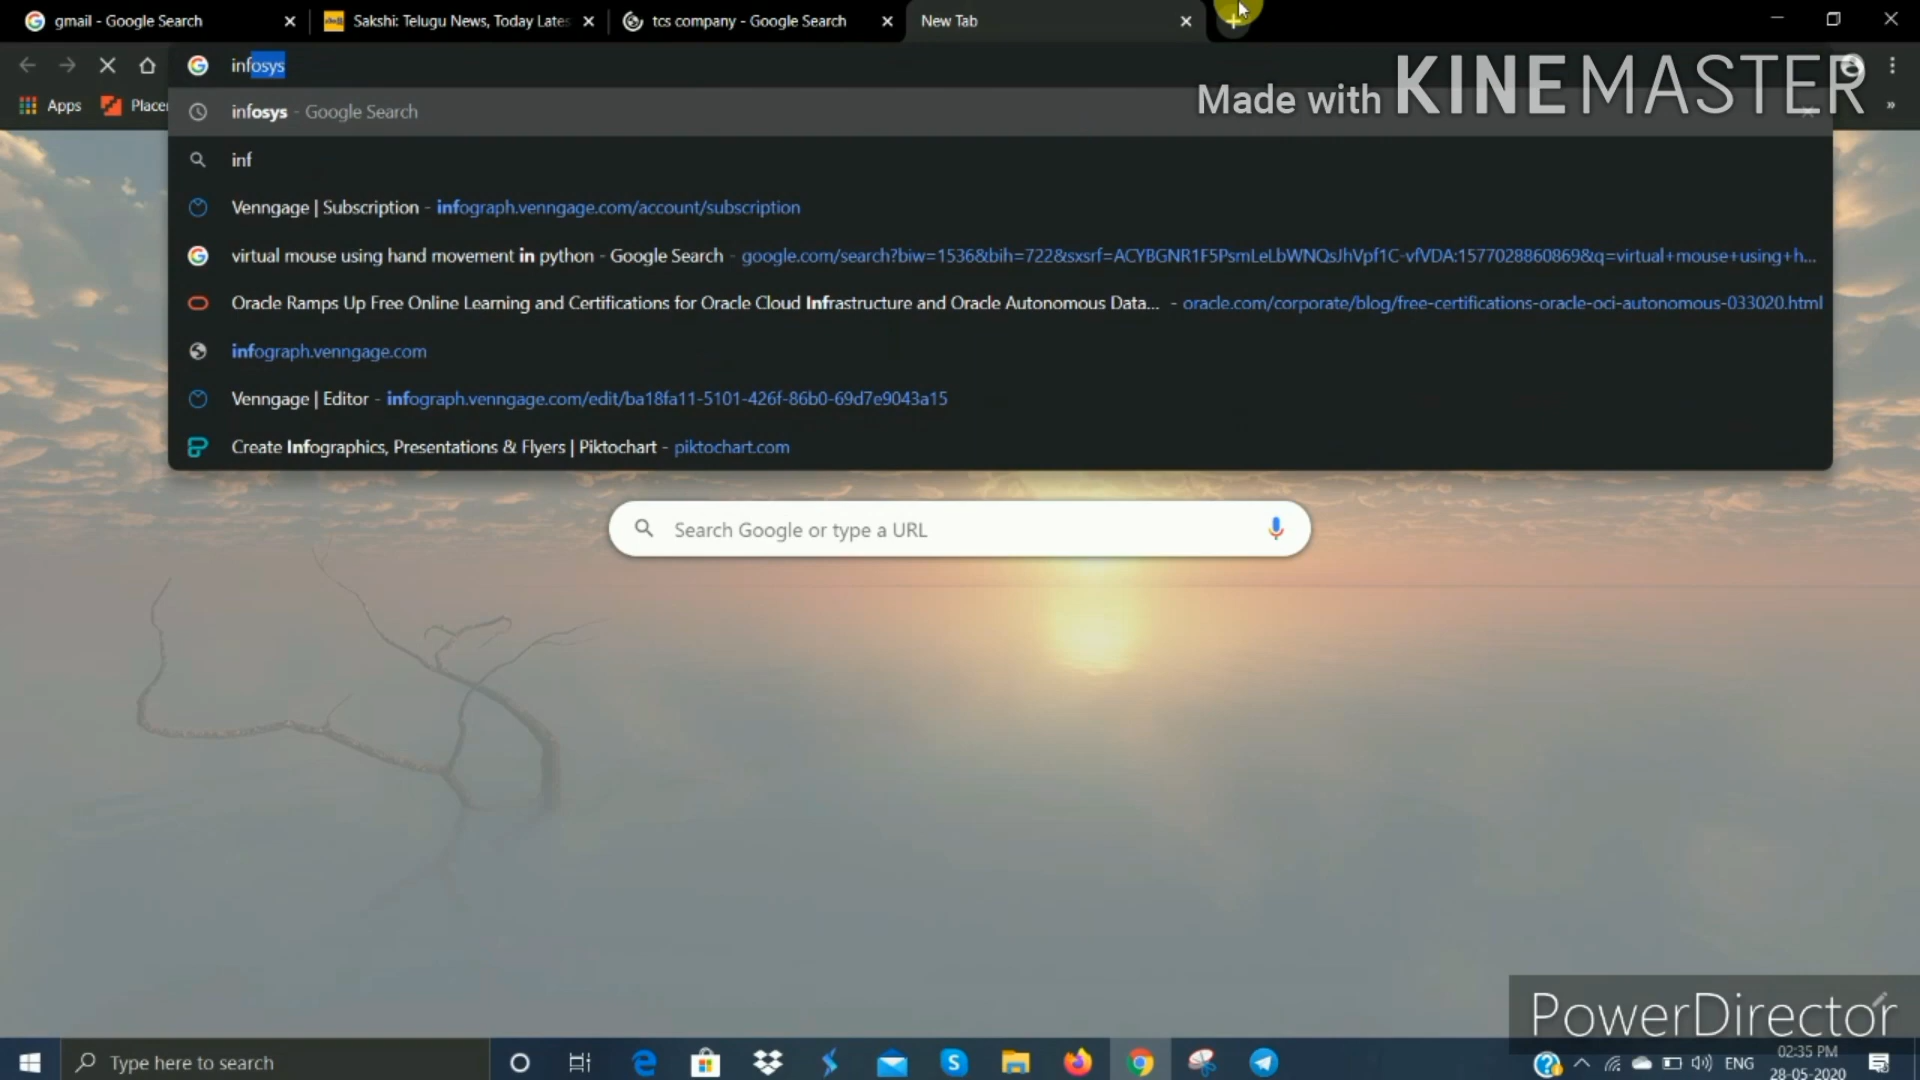 gmail - Google Search
Sakshi: Telugu News, Today Lates
tcs company - Google Search
New Tab
infosys
Made with KINEMASTER
Apps
Placer
infosys - Google Search
inf
Venngage | Subscription - infograph.venngage.com/account/subscription
virtual mouse using hand movement in python - Google Search - google.com/search?biw=1536&bih=722&sxsrf=ACYBGNR1F5PsmLeLbWNQsJhVpf1C-vfVDA:1577028860869&q=virtual+mouse+using+h...
Oracle Ramps Up Free Online Learning and Certifications for Oracle Cloud Infrastructure and Oracle Autonomous Data... - oracle.com/corporate/blog/free-certifications-oracle-oci-autonomous-033020.html
infograph.venngage.com
Venngage | Editor - infograph.venngage.com/edit/ba18fa11-5101-426f-86b0-69d7e9043a15
Create Infographics, Presentations & Flyers | Piktochart - piktochart.com
Search Google or type a URL
PowerDirector
Type here to search
ENG
02:35 PM
28-05-2020